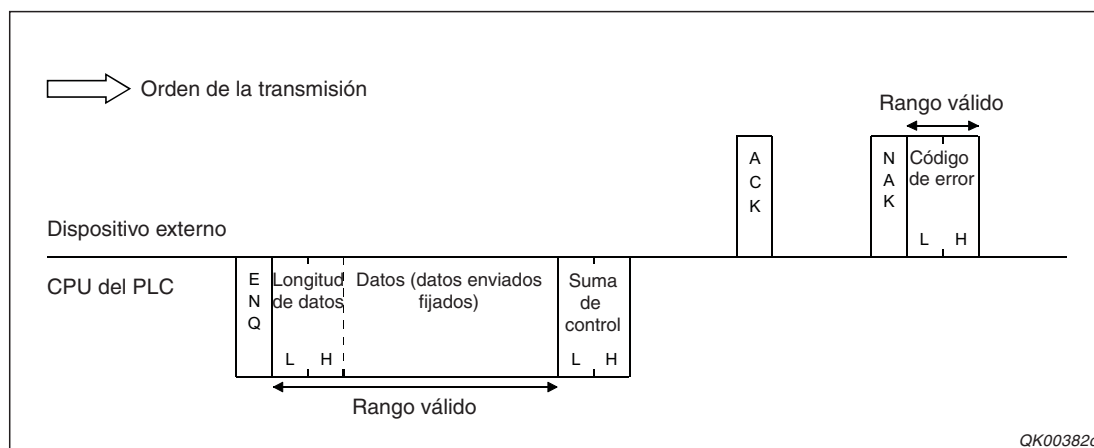 Orden de la transmisión
Rango válido
A
C
K
N
A
K
Código
de error
L H
Dispositivo externo
CPU del PLC
E
N
Q
Longitud
de datos
L H
Datos (datos enviados
fijados)
Suma
de
control
L H
Rango válido
QK00382c